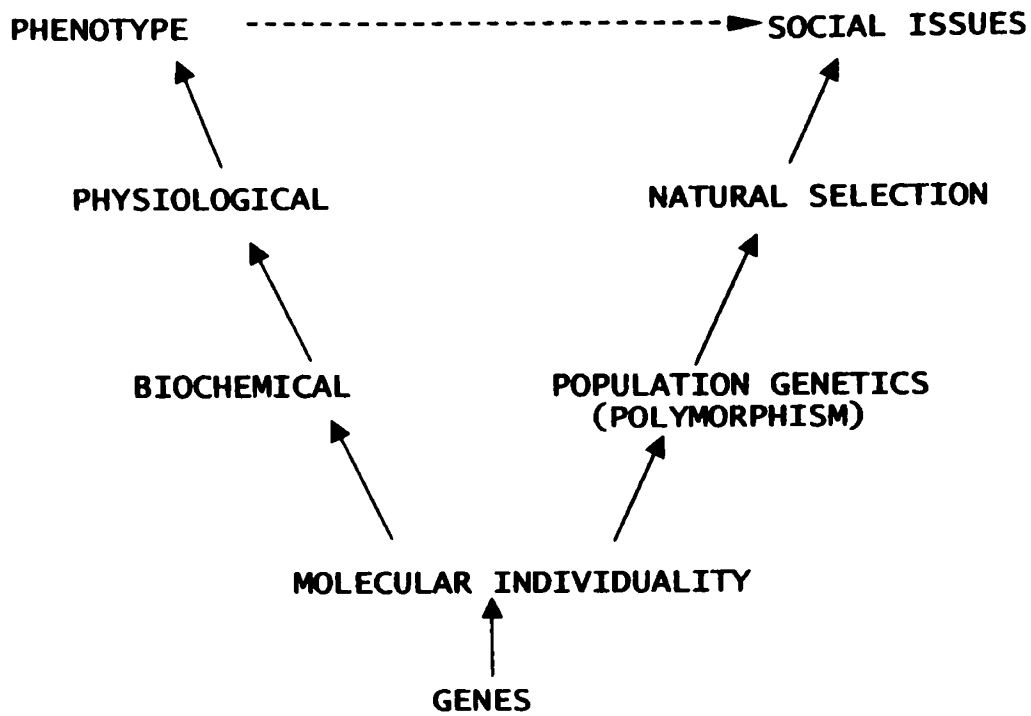 PHENOTYPE
SOCIAL ISSUES
PHYSIOLOGICAL
NATURAL SELECTION
BIOCHEMICAL
POPULATION GENETICS
(POLYMORPHISM)
MOLECULAR INDIVIDUALITY
GENES